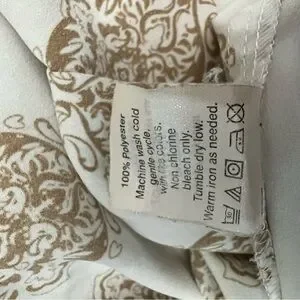 100% Polyester
Machine wash cold
gentle cycle.
with the colors.
Non chlorine
bleach only.
Tumble dry low.
Warm iron as needed.